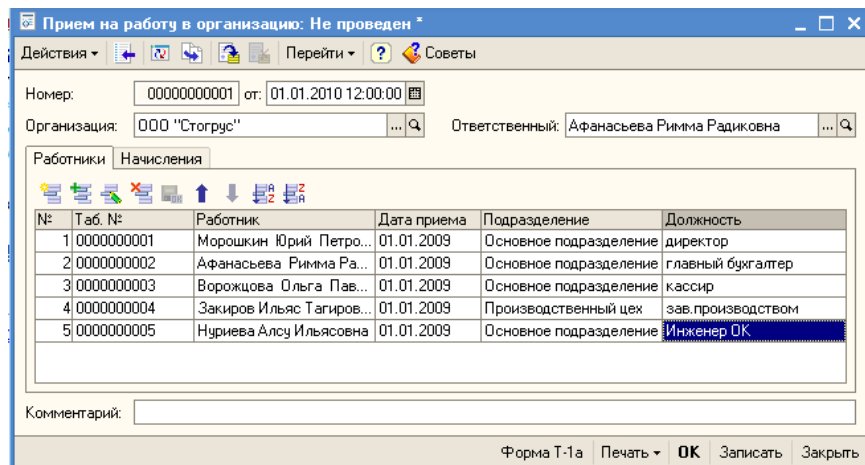 Прием на работу в организацию: Не проведен *
Действия Перейти ? Советы
Номер: 00000000001 от: 01.01.2010 12:00:00
Организация: ООО "Стогрус" ... Ответственный: Афанасьева Римма Радиковна ...
Работники Начисления
№ Таб. № Работник Дата приема Подразделение Должность
1 0000000001 Морошкин Юрий Петро... 01.01.2009 Основное подразделение директор
2 0000000002 Афанасьева Римма Ра... 01.01.2009 Основное подразделение главный бухгалтер
3 0000000003 Ворожцова Ольга Пав... 01.01.2009 Основное подразделение кассир
4 0000000004 Закиров Ильяс Тагиров... 01.01.2009 Производственный цех зав.производством
5 0000000005 Нуриева Алсу Ильясовна 01.01.2009 Основное подразделение Инженер ОК
Комментарий:
Форма Т-1а Печать OK Записать Закрыть